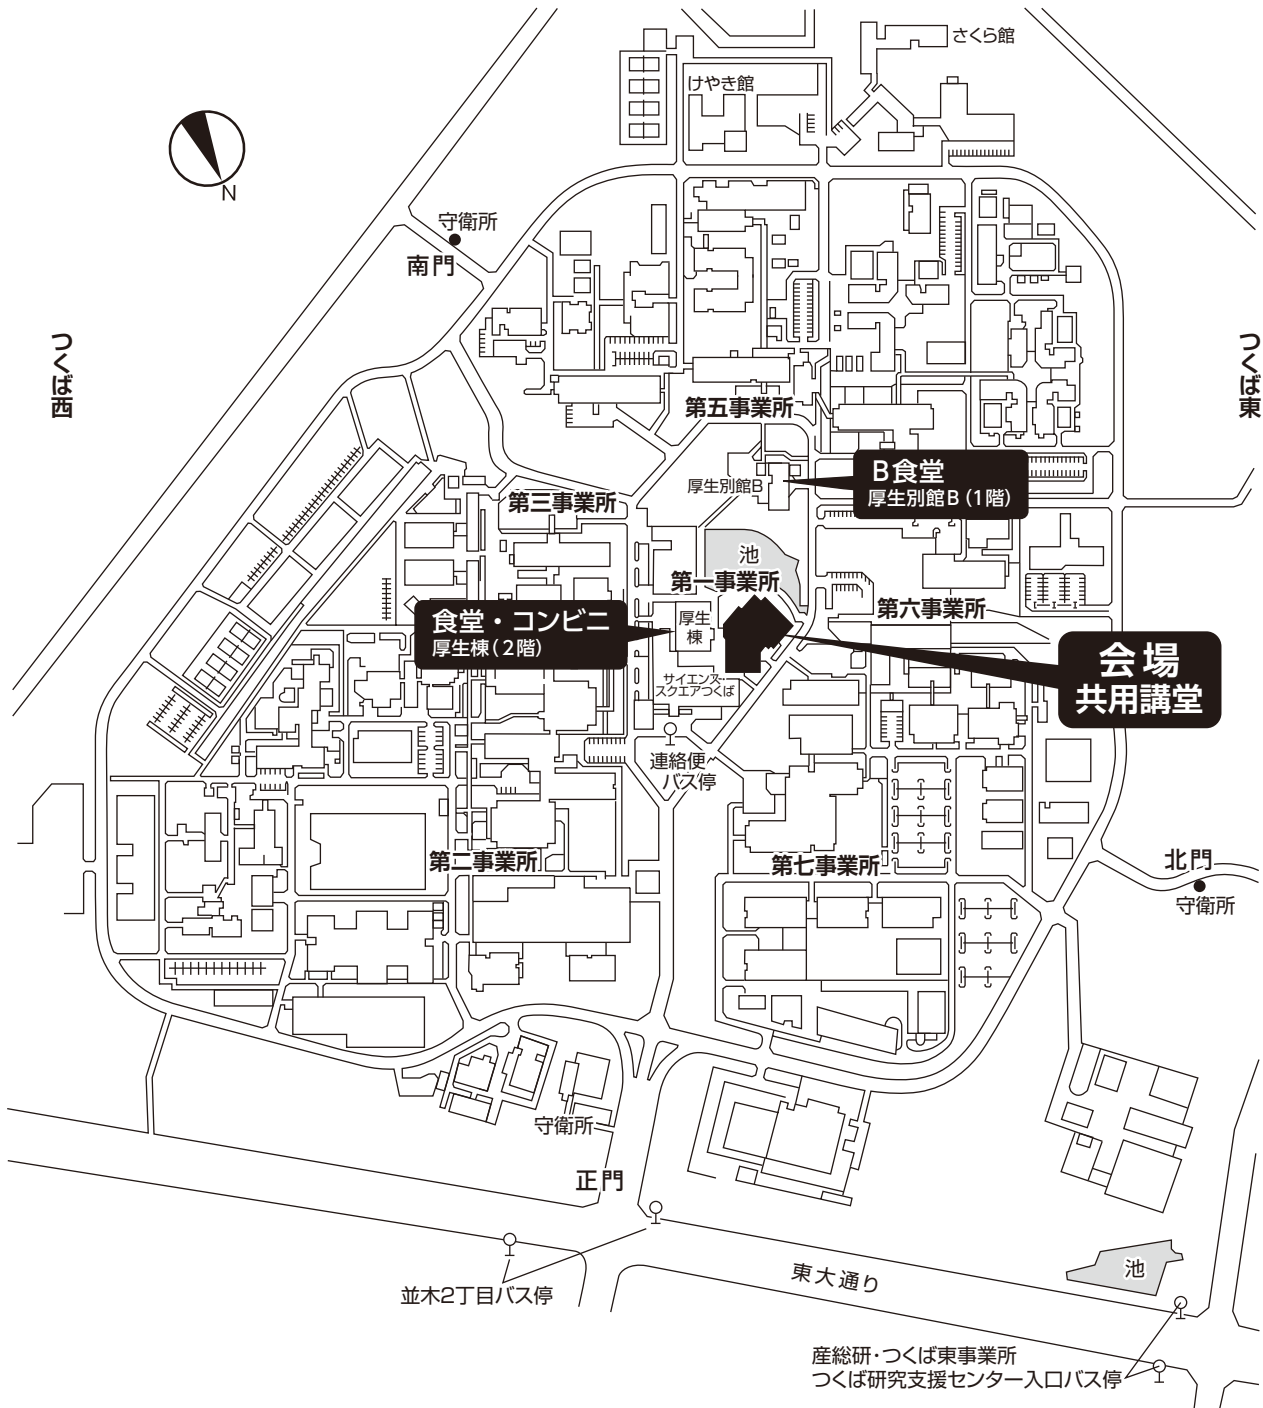 さくら館
けやき館
N
守衛所
南門
つくば西
つくば東
第五事業所
B食堂
厚生別館B(1階)
厚生別館B
第三事業所
池
第一事業所
第六事業所
食堂・コンビニ
厚生棟(2階)
厚生
棟
会場
共用講堂
サイエンス・
スクエアつくば
連絡便
バス停
第二事業所
第七事業所
北門
守衛所
守衛所
正門
池
東大通り
並木2丁目バス停
産総研・つくば東事業所
つくば研究支援センター入口バス停